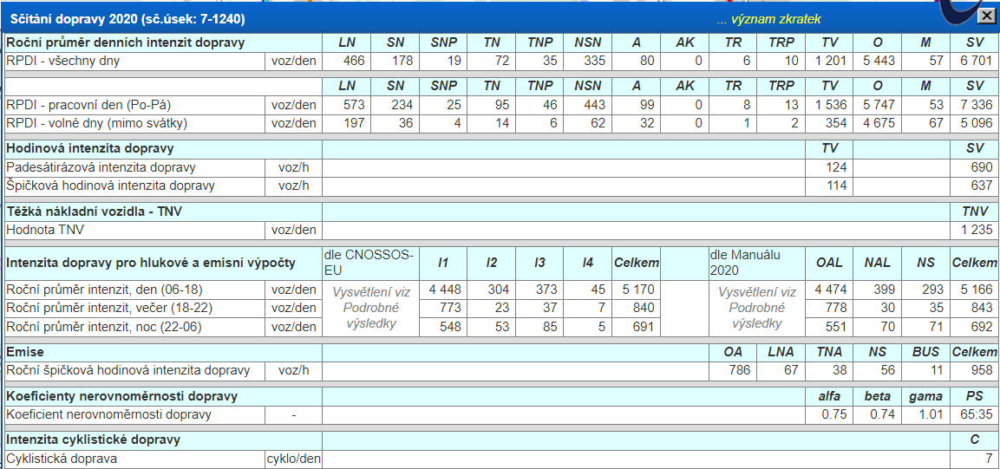 Sčítání dopravy 2020 (sč.úsek: 7-1240) ... význam zkratek
Roční průměr denních intenzit dopravy LN SN SNP TN TNP NSN A AK TR TRP TV O M SV
RPDI - všechny dny voz/den 466 178 19 72 35 335 80 0 6 10 1 201 5 443 57 6 701
LN SN SNP TN TNP NSN A AK TR TRP TV O M SV
RPDI - pracovní den (Po-Pá) voz/den 573 234 25 95 46 443 99 0 8 13 1 536 5 747 53 7 336
RPDI - volné dny (mimo svátky) voz/den 197 36 4 14 6 62 32 0 1 2 354 4 675 67 5 096
Hodinová intenzita dopravy TV SV
Padesátirázová intenzita dopravy voz/h 124 690
Špičková hodinová intenzita dopravy voz/h 114 637
Těžká nákladní vozidla - TNV TNV
Hodnota TNV voz/den 1 235
Intenzita dopravy pro hlukové a emisní výpočty dle CNOSSOS-EU I1 I2 I3 I4 Celkem dle Manuálu 2020 OAL NAL NS Celkem
Roční průměr intenzit, den (06-18) voz/den Vysvětlení viz 4 448 304 373 45 5 170 Vysvětlení viz 4 474 399 293 5 166
Roční průměr intenzit, večer (18-22) voz/den Podrobné 773 23 37 7 840 Podrobné 778 30 35 843
Roční průměr intenzit, noc (22-06) voz/den výsledky 548 53 85 5 691 výsledky 551 70 71 692
Emise OA LNA TNA NS BUS Celkem
Roční špičková hodinová intenzita dopravy voz/h 786 67 38 56 11 958
Koeficienty nerovnoměrnosti dopravy alfa beta gama PS
Koeficient nerovnoměrnosti dopravy - 0.75 0.74 1.01 65:35
Intenzita cyklistické dopravy C
Cyklistická doprava cyklo/den 7